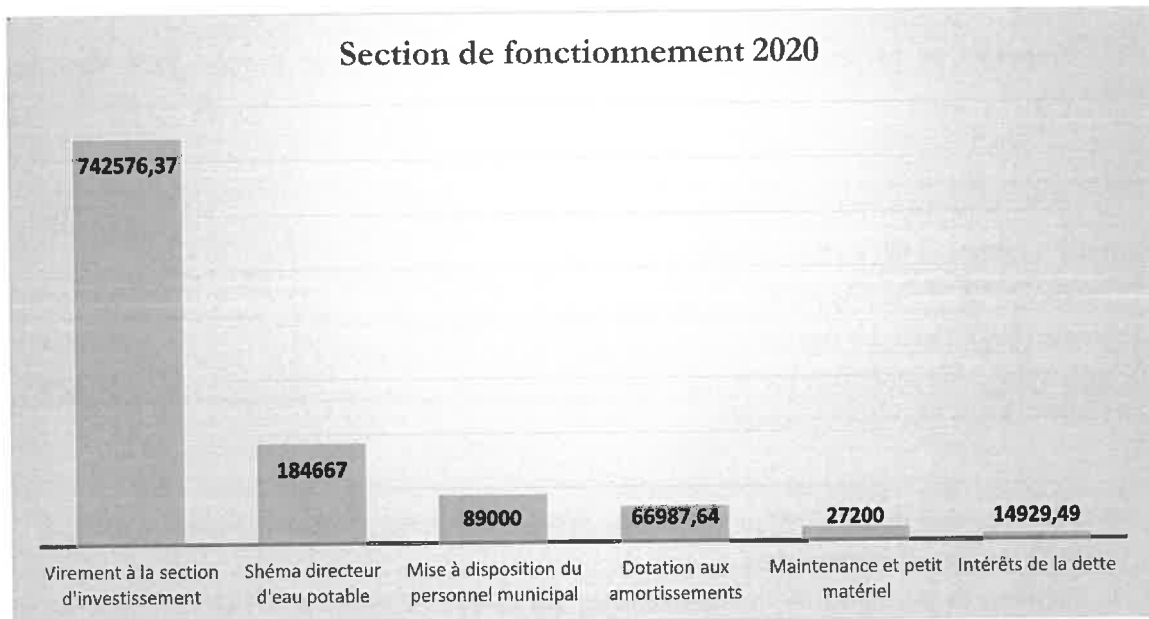 Section de fonctionnement 2020
742576,37
184667
89000
66987,64
27200
14929,49
Virement à la section
d'investissement
Shéma directeur
d'eau potable
Mise à disposition du
personnel municipal
Dotation aux
amortissements
Maintenance et petit
matériel
Intérêts de la dette